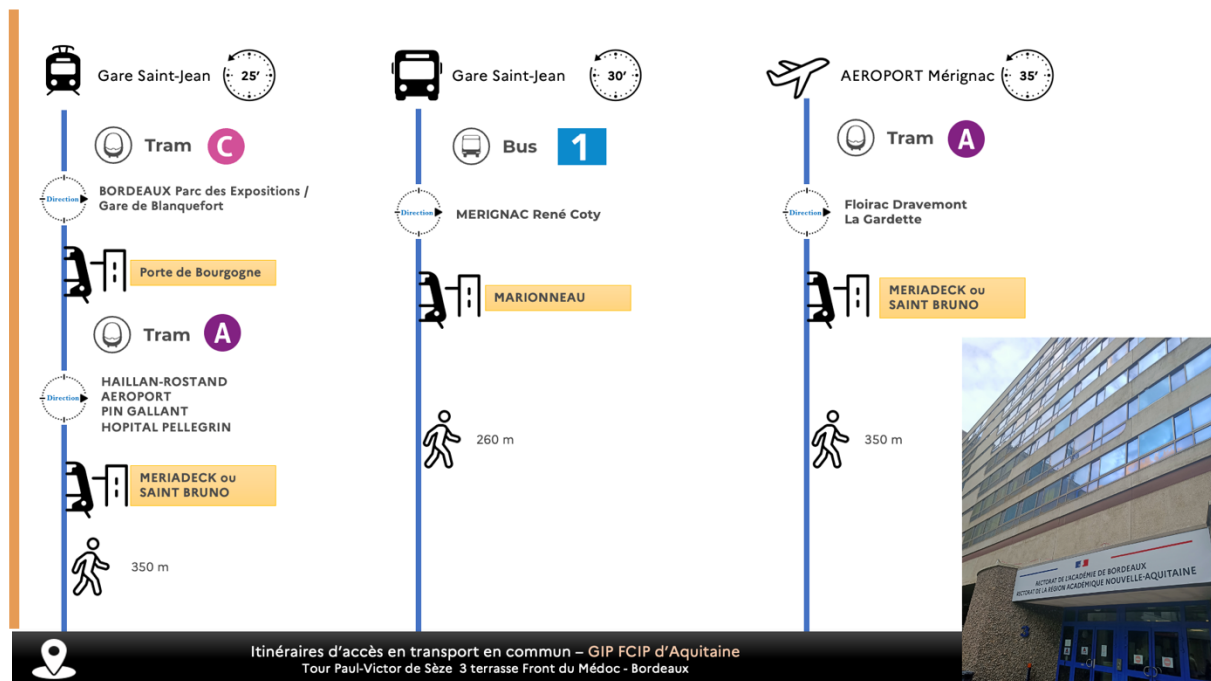 Gare Saint-Jean
25'
Tram C
Direction
BORDEAUX Parc des Expositions /
Gare de Blanquefort
Porte de Bourgogne
Tram A
Direction
HAILLAN-ROSTAND
AEROPORT
PIN GALLANT
HOPITAL PELLEGRIN
MERIADECK ou
SAINT BRUNO
350 m
Gare Saint-Jean
30'
Bus 1
Direction
MERIGNAC René Coty
MARIONNEAU
260 m
AEROPORT Mérignac
35'
Tram A
Direction
Floirac Dravemont
La Gardette
MERIADECK ou
SAINT BRUNO
350 m
RECTORAT DE L'ACADÉMIE DE BORDEAUX
RECTORAT DE LA RÉGION ACADÉMIQUE NOUVELLE-AQUITAINE
Itinéraires d'accès en transport en commun – GIP FCIP d'Aquitaine
Tour Paul-Victor de Sèze 3 terrasse Front du Médoc - Bordeaux